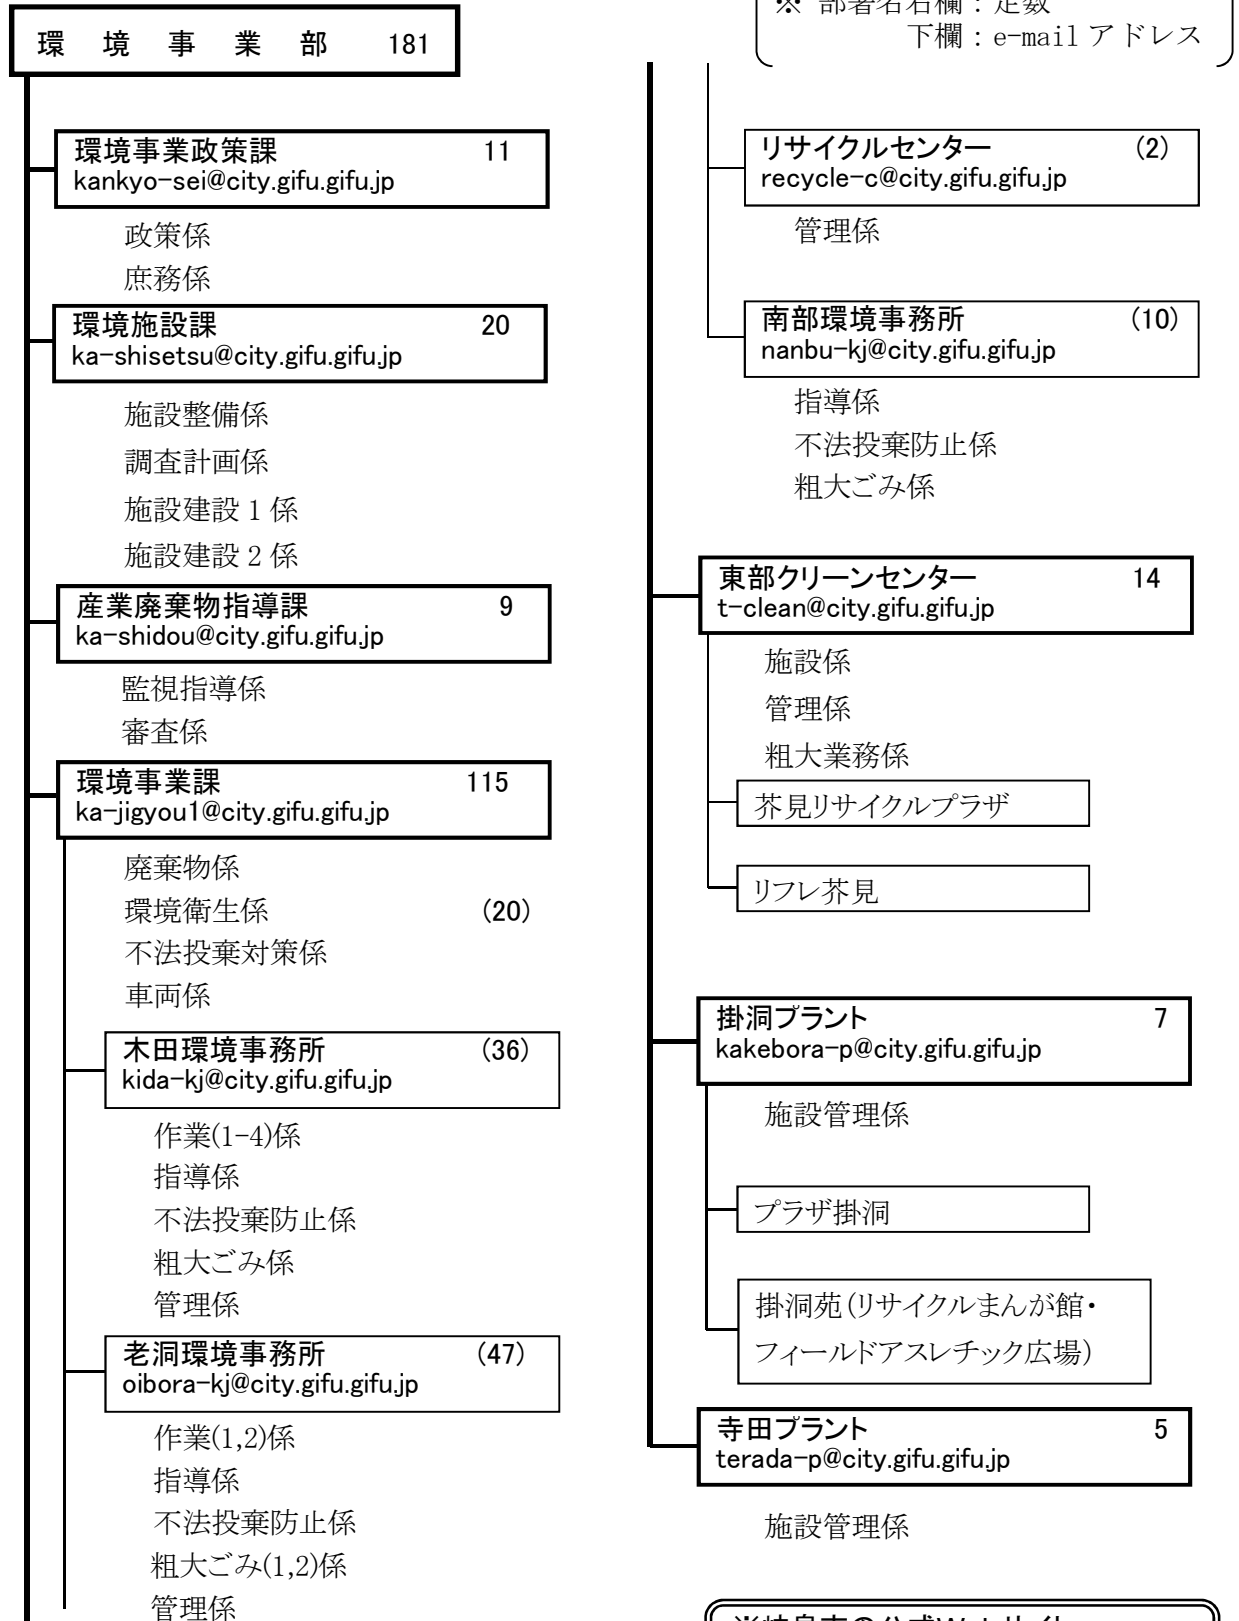 環境事業部 181
環境事業政策課 11
kankyo-sei@city.gifu.gifu.jp
政策係
庶務係
環境施設課 20
ka-shisetsu@city.gifu.gifu.jp
施設整備係
調査計画係
施設建設1係
施設建設2係
産業廃棄物指導課 9
ka-shidou@city.gifu.gifu.jp
監視指導係
審査係
環境事業課 115
ka-jigyou1@city.gifu.gifu.jp
廃棄物係
環境衛生係 (20)
不法投棄対策係
車両係
木田環境事務所 (36)
kida-kj@city.gifu.gifu.jp
作業(1-4)係
指導係
不法投棄防止係
粗大ごみ係
管理係
老洞環境事務所 (47)
oibora-kj@city.gifu.gifu.jp
作業(1,2)係
指導係
不法投棄防止係
粗大ごみ(1,2)係
管理係
※ 部署名右欄：定数
下欄：e-mail アドレス
リサイクルセンター (2)
recycle-c@city.gifu.gifu.jp
管理係
南部環境事務所 (10)
nanbu-kj@city.gifu.gifu.jp
指導係
不法投棄防止係
粗大ごみ係
東部クリーンセンター 14
t-clean@city.gifu.gifu.jp
施設係
管理係
粗大業務係
芥見リサイクルプラザ
リフレ芥見
掛洞プラント 7
kakebora-p@city.gifu.gifu.jp
施設管理係
プラザ掛洞
掛洞苑(リサイクルまんが館・
フィールドアスレチック広場)
寺田プラント 5
terada-p@city.gifu.gifu.jp
施設管理係
※岐阜市の公式Webサイト